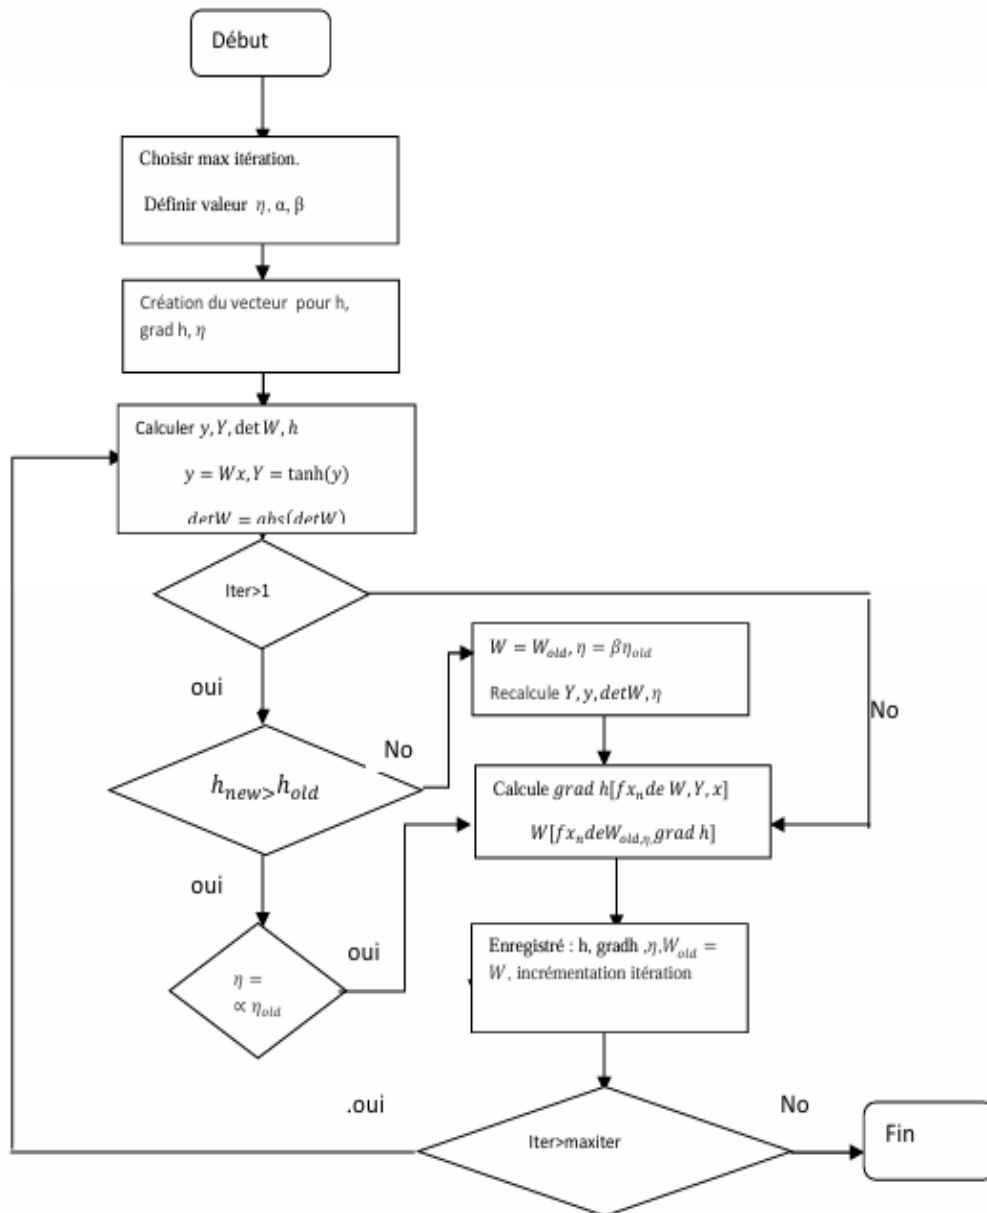 Début
Choisir max itération.
Définir valeur η, α, β
Création du vecteur pour h,
grad h, η
Calculer y, Y, det W, h
y = Wx, Y = tanh(y)
detW = abs(detW)
Iter>1
oui
No
W = W_old, η = βη_old
Recalcule Y, y, detW, η
No
h_new> h_old
Calcule grad h[fx_n de W, Y, x]
W[fx_n deW_old,η, grad h]
oui
oui
η =
∝ η_old
Enregistré : h, gradh ,η,W_old =
W, incrémentation itération
.oui
No
Iter>maxiter
Fin